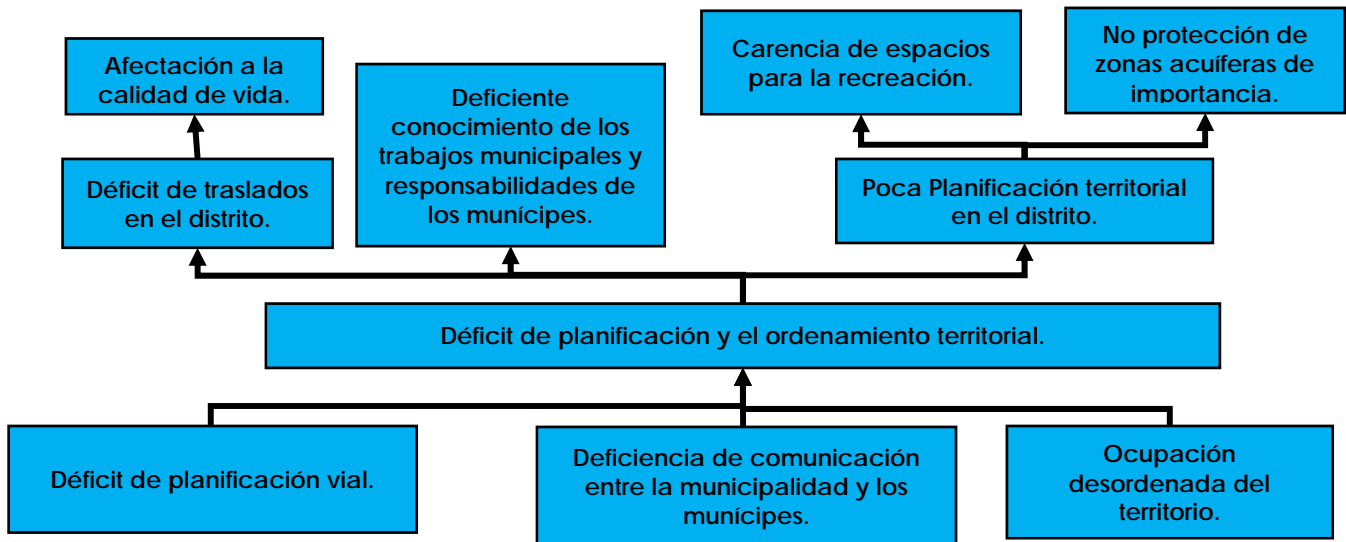 Afectación a la
calidad de vida.
Deficiente
conocimiento de los
trabajos municipales y
responsabilidades de
los munícipes.
Carencia de espacios
para la recreación.
No protección de
zonas acuíferas de
importancia.
Déficit de traslados
en el distrito.
Poca Planificación territorial
en el distrito.
Déficit de planificación y el ordenamiento territorial.
Déficit de planificación vial.
Deficiencia de comunicación
entre la municipalidad y los
munícipes.
Ocupación
desordenada del
territorio.